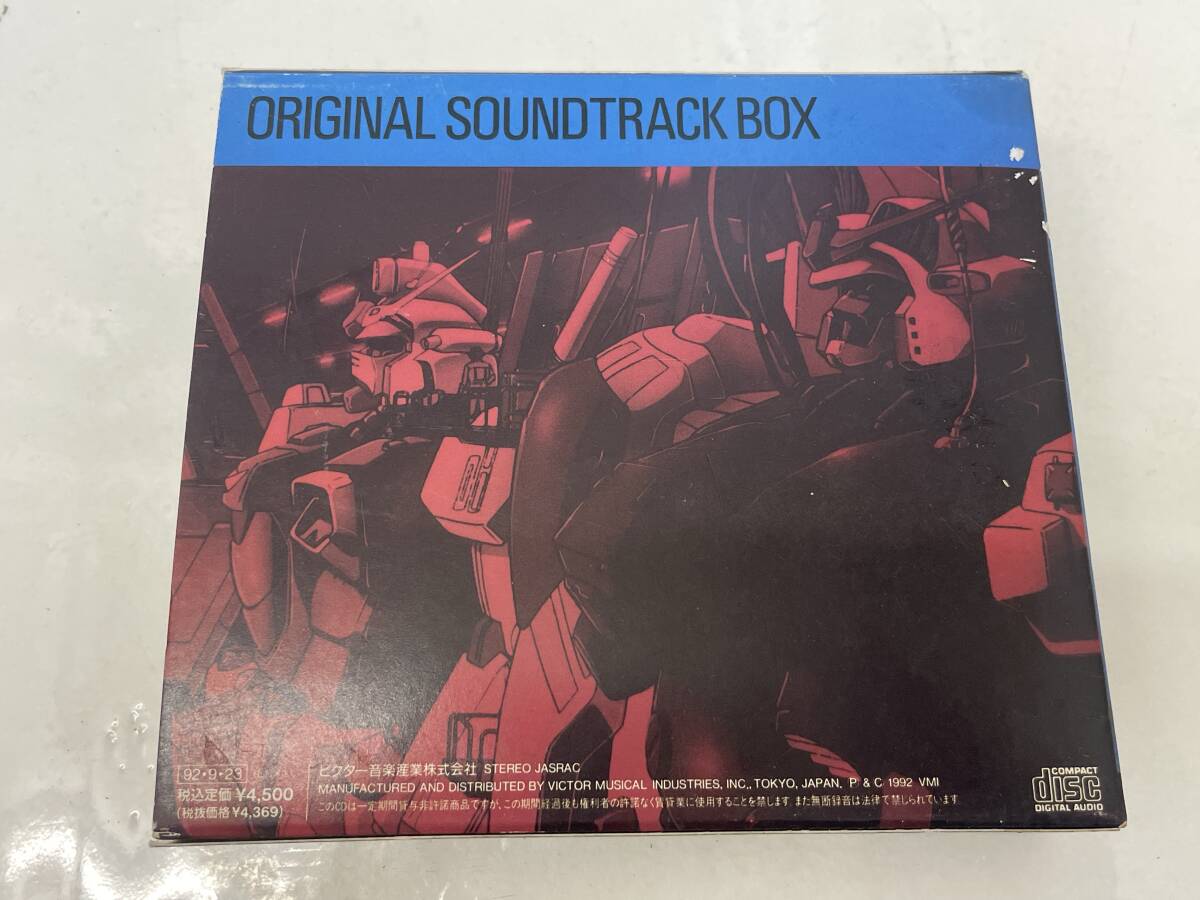 ORIGINAL SOUNDTRACK BOX
92・9・23
税込定価 ¥4,500
(税抜価格 ¥4,369)
ビクター音楽産業株式会社 STEREO JASRAC
MANUFACTURED AND DISTRIBUTED BY VICTOR MUSICAL INDUSTRIES, INC., TOKYO, JAPAN, P & C 1992 VMI
このCDは一定期間貸与非許諾商品ですが、この期間経過後も権利者の許諾なく賃貸業に使用することを禁じます。また無断録音は法律で禁じられています
COMPACT
disc
DIGITAL AUDIO